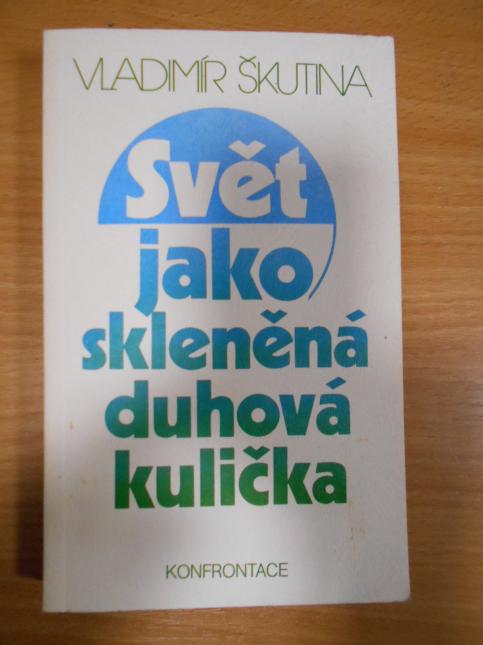 VLADIMÍR ŠKUTINA
Svět
jako
skleněná
duhová
kulička
KONFRONTACE